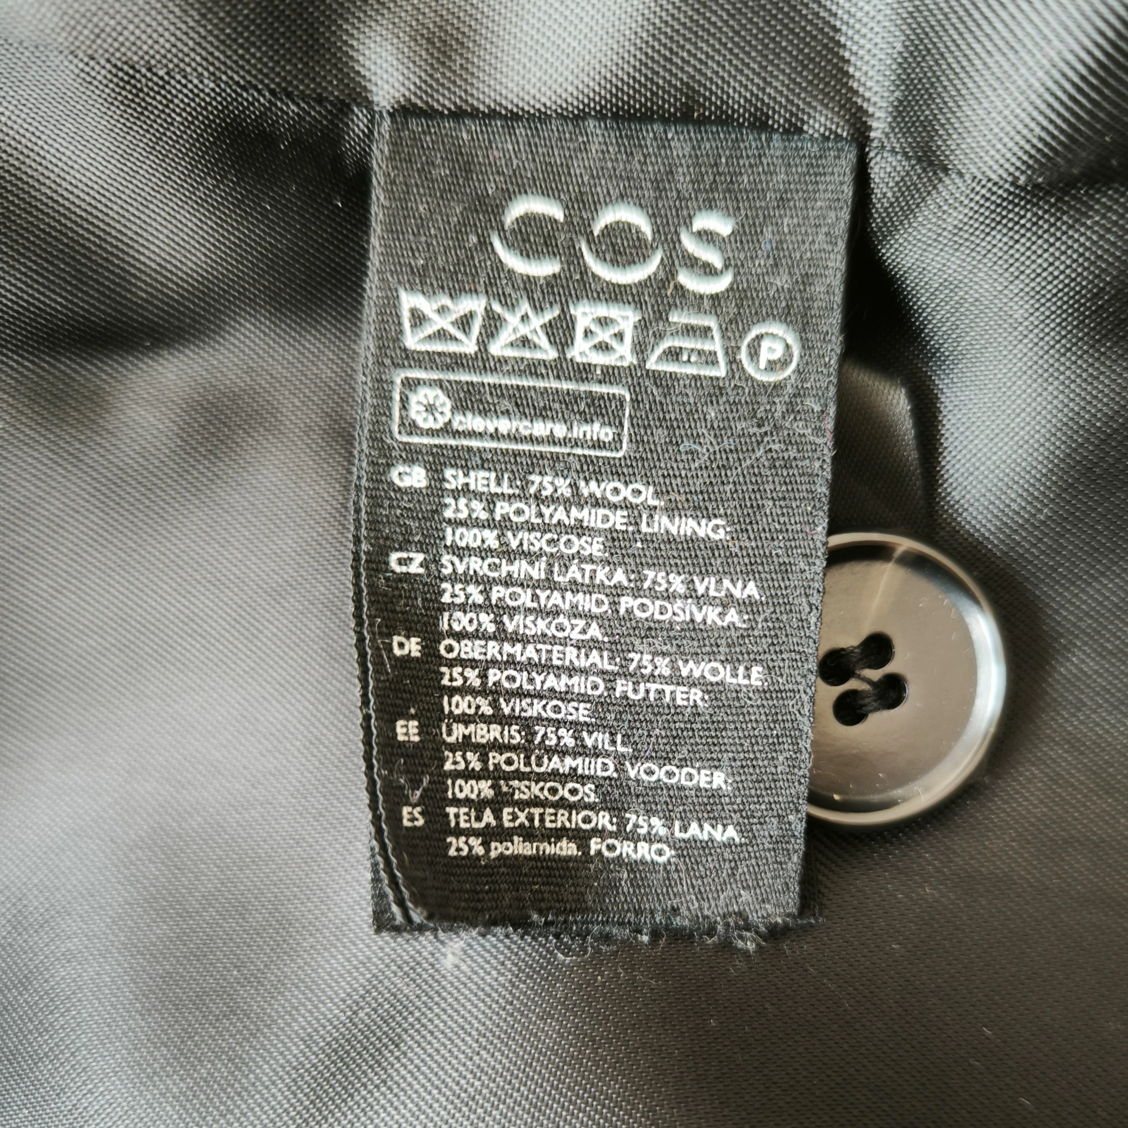 COS
P
clevercare.info
GB SHELL: 75% WOOL.
25% POLYAMIDE. LINING:
100% VISCOSE.
CZ SVRCHNÍ LÁTKA: 75% VLNA
25% POLYAMID. PODSÍVKA:
100% VISKÓZA.
DE OBERMATERIAL: 75% WOLLE.
25% POLYAMID. FUTTER:
100% VISKOSE.
EE ÜMBRIS: 75% VILL.
25% POLÜAMIID. VOODER:
100% VISKOOS.
ES TELA EXTERIOR: 75% LANA.
25% poliamida. FORRO: